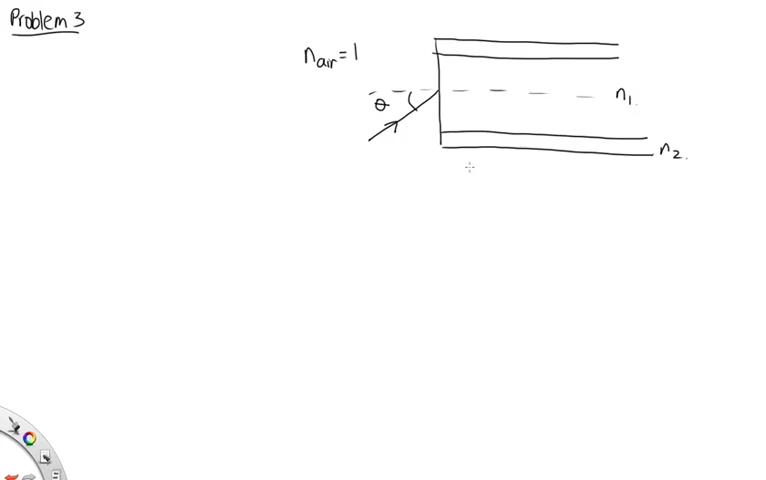 Problem 3
n_air = 1
θ
n₁
n₂